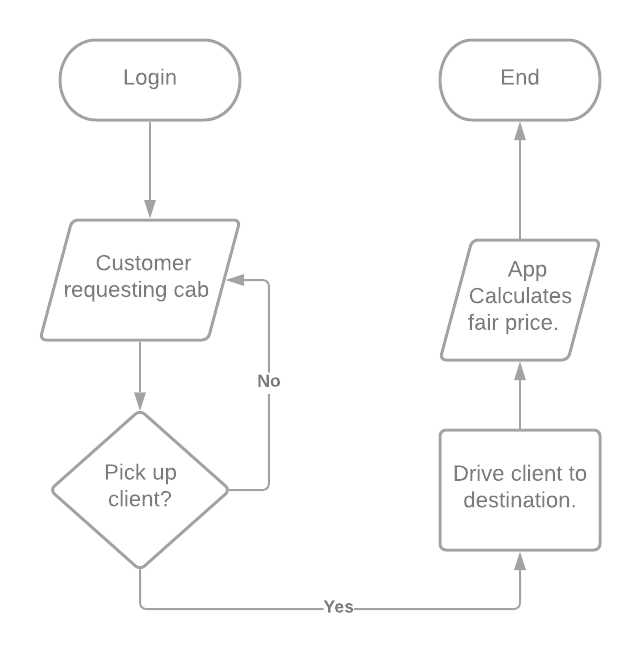 Login
Customer
requesting cab
No
Pick up
client?
Yes
Drive client to
destination.
App
Calculates
fair price.
End